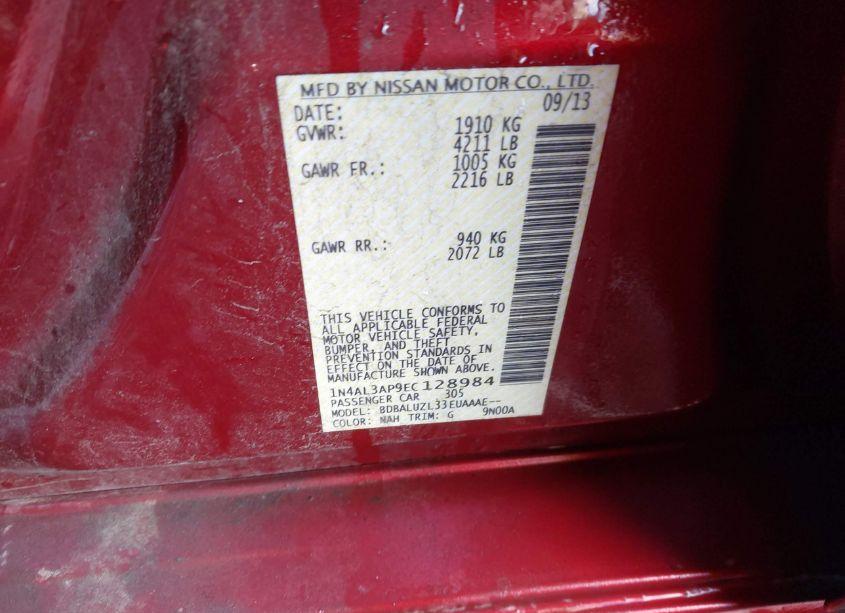 MFD BY NISSAN MOTOR CO., LTD.
DATE: 09/13
GVWR: 1910 KG
4211 LB
GAWR FR.: 1005 KG
2216 LB
GAWR RR.: 940 KG
2072 LB
THIS VEHICLE CONFORMS TO
ALL APPLICABLE FEDERAL
MOTOR VEHICLE SAFETY,
BUMPER, AND THEFT
PREVENTION STANDARDS IN
EFFECT ON THE DATE OF
MANUFACTURE SHOWN ABOVE.
1N4AL3AP9EC128984
PASSENGER CAR 305
MODEL: BDBALUZL33EUAAAE--
COLOR: NAH TRIM: G 9N00A